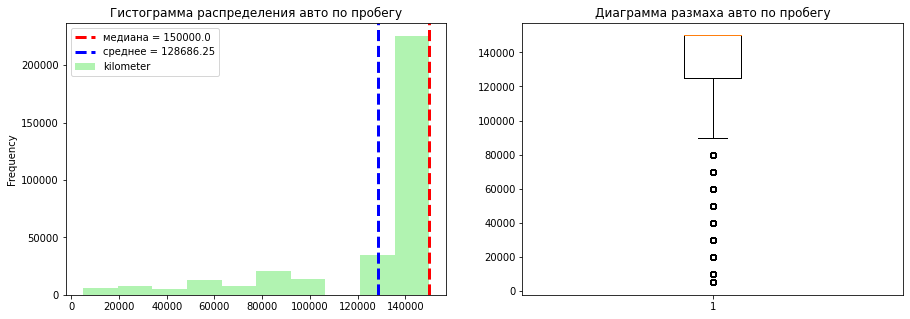 Гистограмма распределения авто по пробегу
медиана = 150000.0
среднее = 128686.25
kilometer
Frequency
200000
150000
100000
50000
0
0 20000 40000 60000 80000 100000 120000 140000
Диаграмма размаха авто по пробегу
140000
120000
100000
80000
60000
40000
20000
0
1